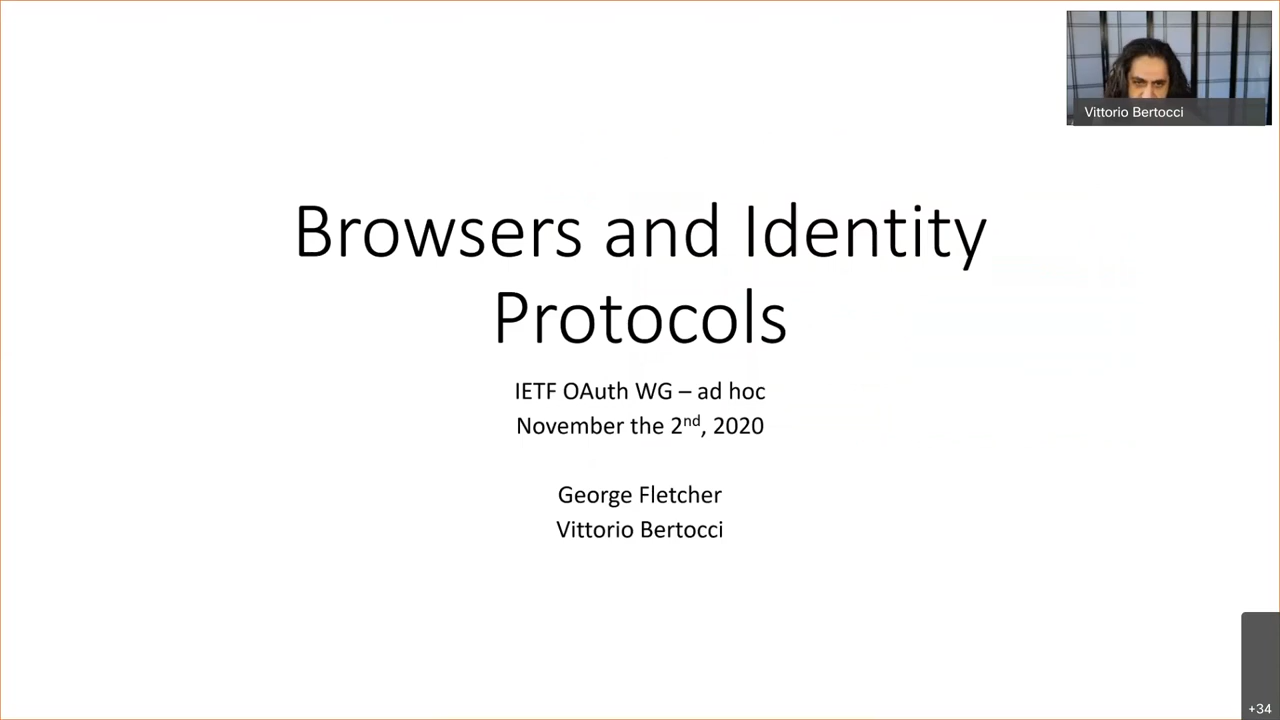 Vittorio Bertocci
Browsers and Identity
Protocols
IETF OAuth WG – ad hoc
November the 2nd, 2020
George Fletcher
Vittorio Bertocci
+34